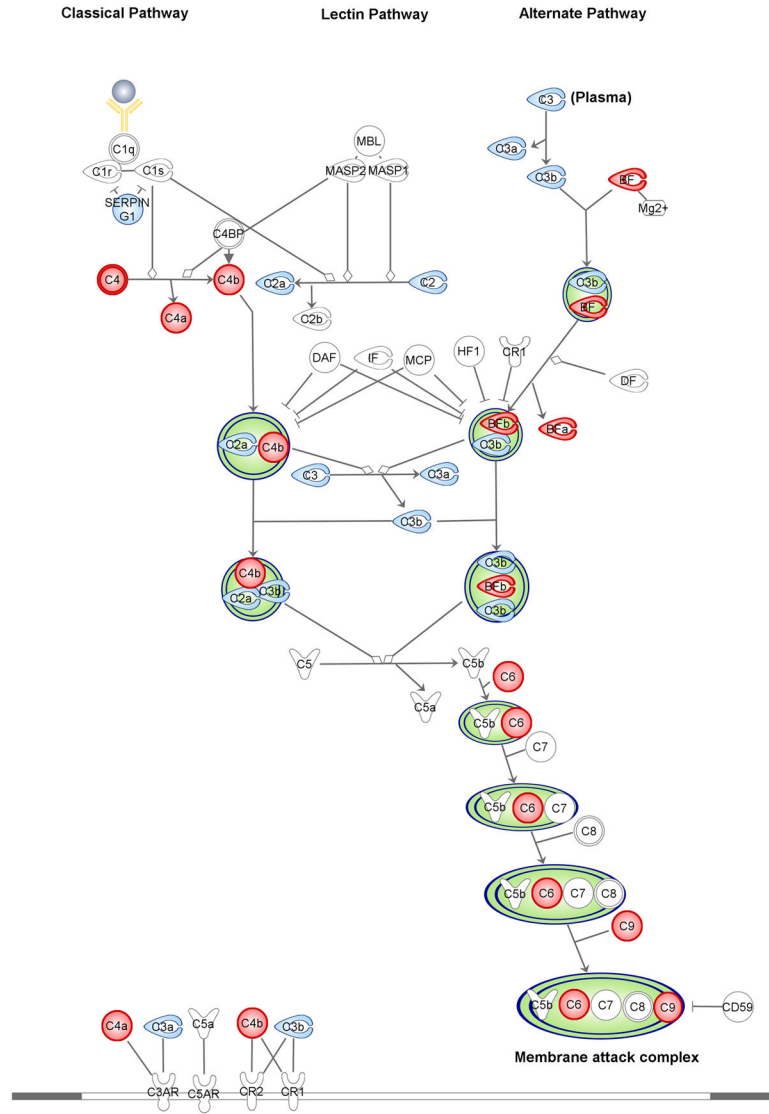 Classical Pathway
Lectin Pathway
Alternate Pathway
C3
(Plasma)
C1q
MBL
C3a
C1r
C1s
MASP2
MASP1
C3b
BF
SERPIN
G1
Mg2+
C4BP
C4
C4b
C2a
C2
C3b
BF
C4a
C2b
DAF
IF
MCP
HF1
CR1
DF
BFb
BFa
C2a
C4b
C3b
C3
C3a
C3b
C4b
C2a
C3b
C3b
BFb
C3b
C5
C5b
C6
C5a
C5b
C6
C7
C5b
C6
C7
C8
C5b
C6
C7
C8
C9
C5b
C6
C7
C8
C9
CD59
Membrane attack complex
C4a
C3a
C5a
C4b
C3b
C3AR
C5AR
CR2
CR1